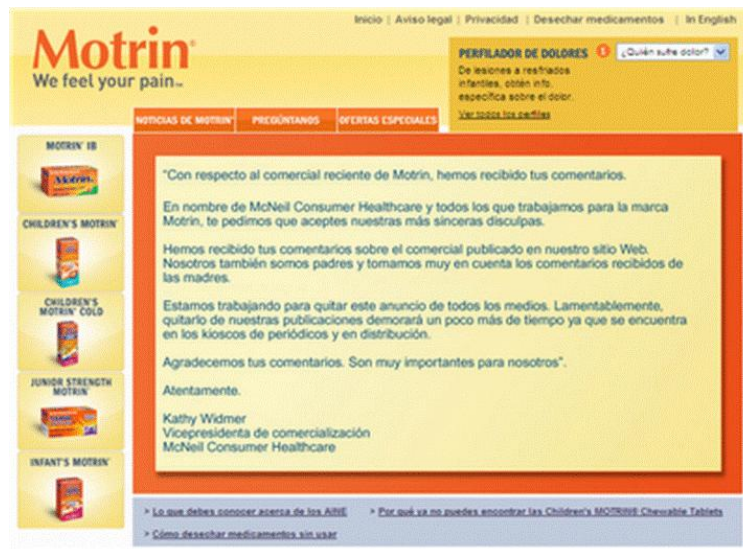 Inicio | Aviso legal | Privacidad | Desechar medicamentos | In English
Motrin®
We feel your pain™
PERFILADOR DE DOLORES 1 ¿Quién sufre dolor?
De lesiones a resfriados
infantiles, obtén info.
específica sobre el dolor.
Ver todos los perfiles
NOTICIAS DE MOTRIN® PREGÚNTANOS OFERTAS ESPECIALES
MOTRIN® IB
Motrin
CHILDREN'S MOTRIN®
CHILDREN'S
MOTRIN® COLD
JUNIOR STRENGTH
MOTRIN®
INFANT'S MOTRIN®
"Con respecto al comercial reciente de Motrin, hemos recibido tus comentarios.
En nombre de McNeil Consumer Healthcare y todos los que trabajamos para la marca
Motrin, te pedimos que aceptes nuestras más sinceras disculpas.
Hemos recibido tus comentarios sobre el comercial publicado en nuestro sitio Web.
Nosotros también somos padres y tomamos muy en cuenta los comentarios recibidos de
las madres.
Estamos trabajando para quitar este anuncio de todos los medios. Lamentablemente,
quitarlo de nuestras publicaciones demorará un poco más de tiempo ya que se encuentra
en los kioscos de periódicos y en distribución.
Agradecemos tus comentarios. Son muy importantes para nosotros".
Atentamente.
Kathy Widmer
Vicepresidenta de comercialización
McNeil Consumer Healthcare
> Lo que debes conocer acerca de los AINE > Por qué ya no puedes encontrar las Children's MOTRIN® Chewable Tablets
> Cómo desechar medicamentos sin usar